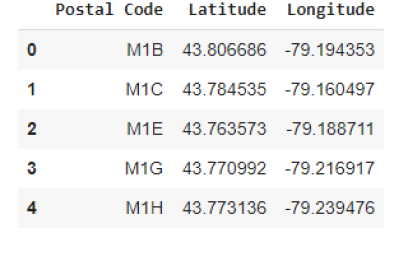 Postal Code Latitude Longitude
0 M1B 43.806686 -79.194353
1 M1C 43.784535 -79.160497
2 M1E 43.763573 -79.188711
3 M1G 43.770992 -79.216917
4 M1H 43.773136 -79.239476